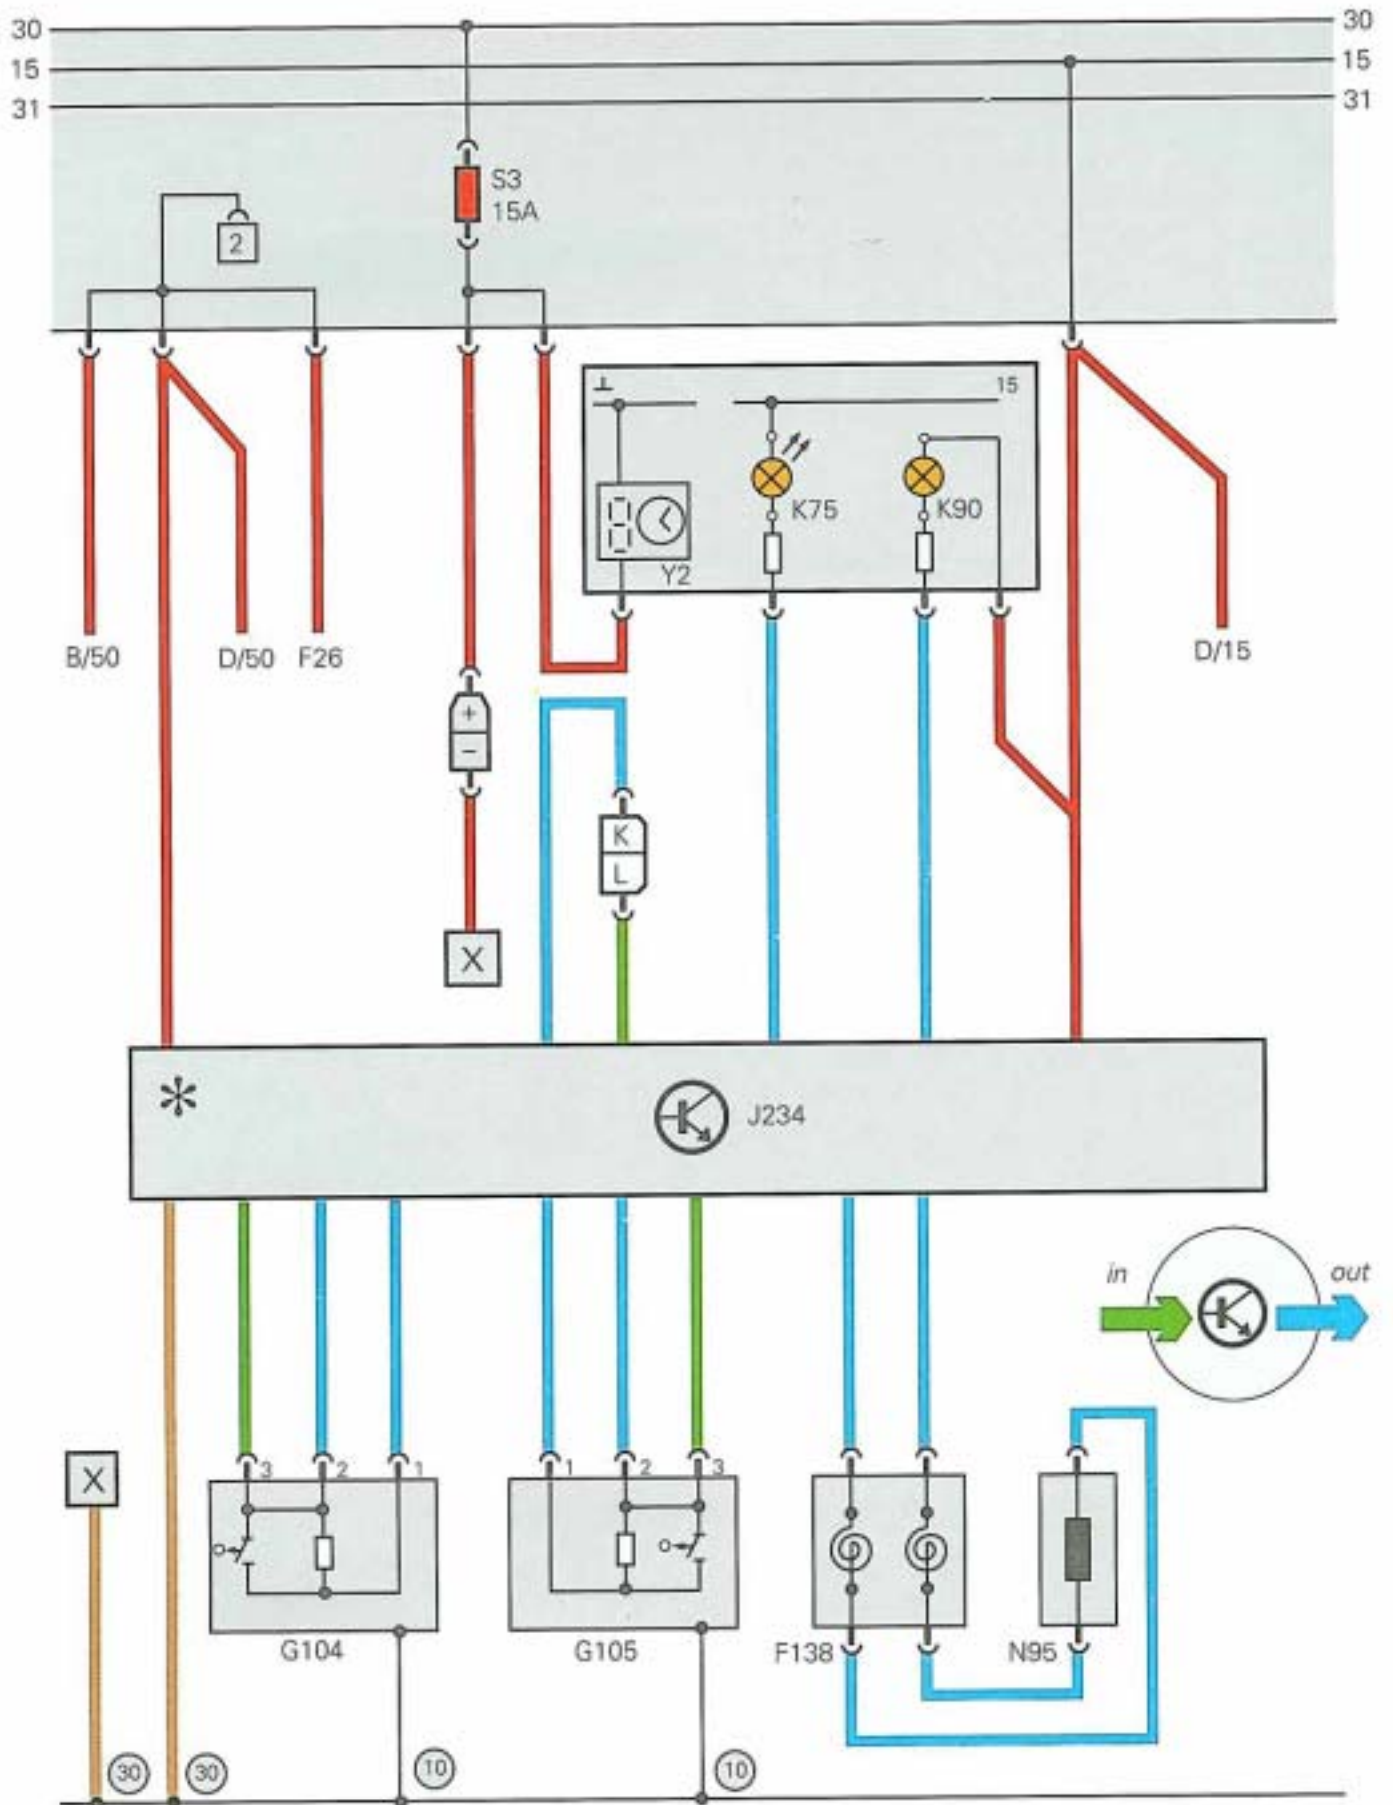 30 30
15 15
31 31
S3
15A
2
15
K75
K90
Y2
B/50 D/50 F26
D/15
+
−
K
L
X
* J234
in out
3 2 1
1 2 3
X
G104
G105
F138
N95
30 30 10 10